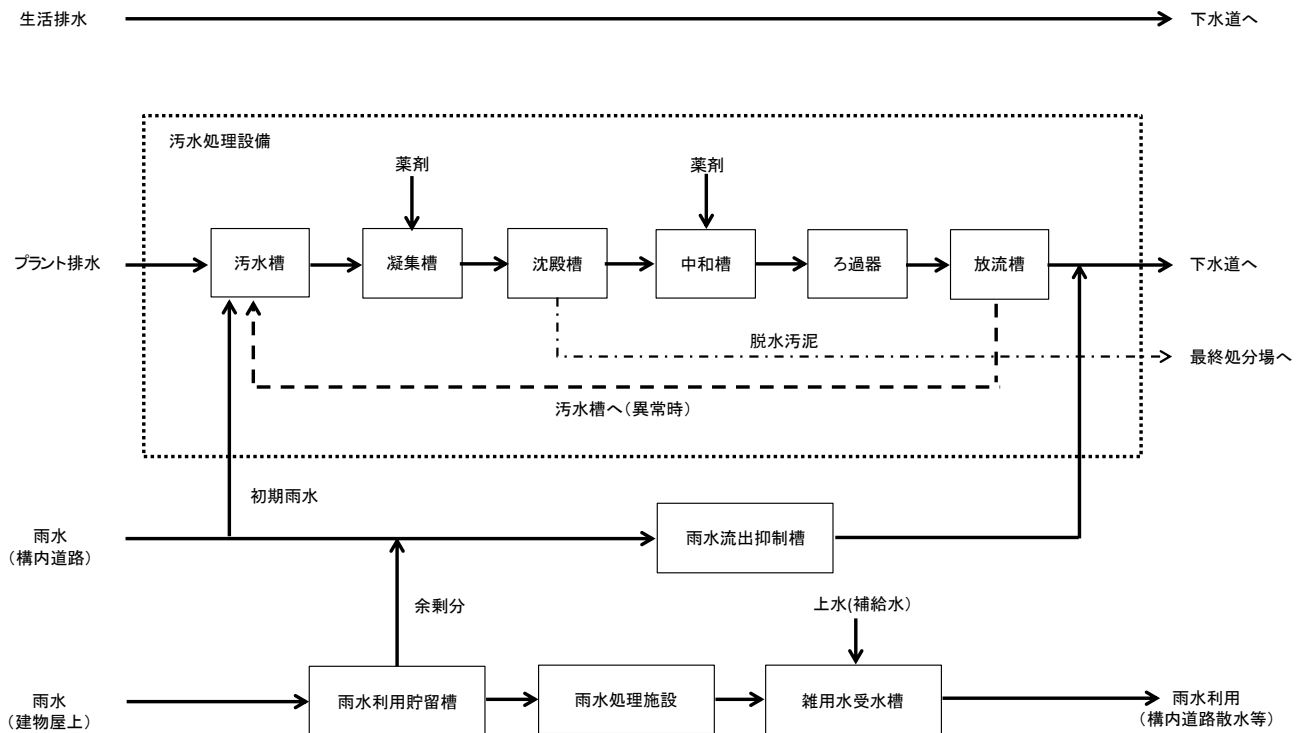 生活排水
下水道へ
汚水処理設備
薬剤
薬剤
プラント排水
汚水槽
凝集槽
沈殿槽
中和槽
ろ過器
放流槽
下水道へ
脱水汚泥
最終処分場へ
汚水槽へ(異常時)
初期雨水
雨水
(構内道路)
雨水流出抑制槽
余剰分
上水(補給水)
雨水
(建物屋上)
雨水利用貯留槽
雨水処理施設
雑用水受水槽
雨水利用
(構内道路散水等)